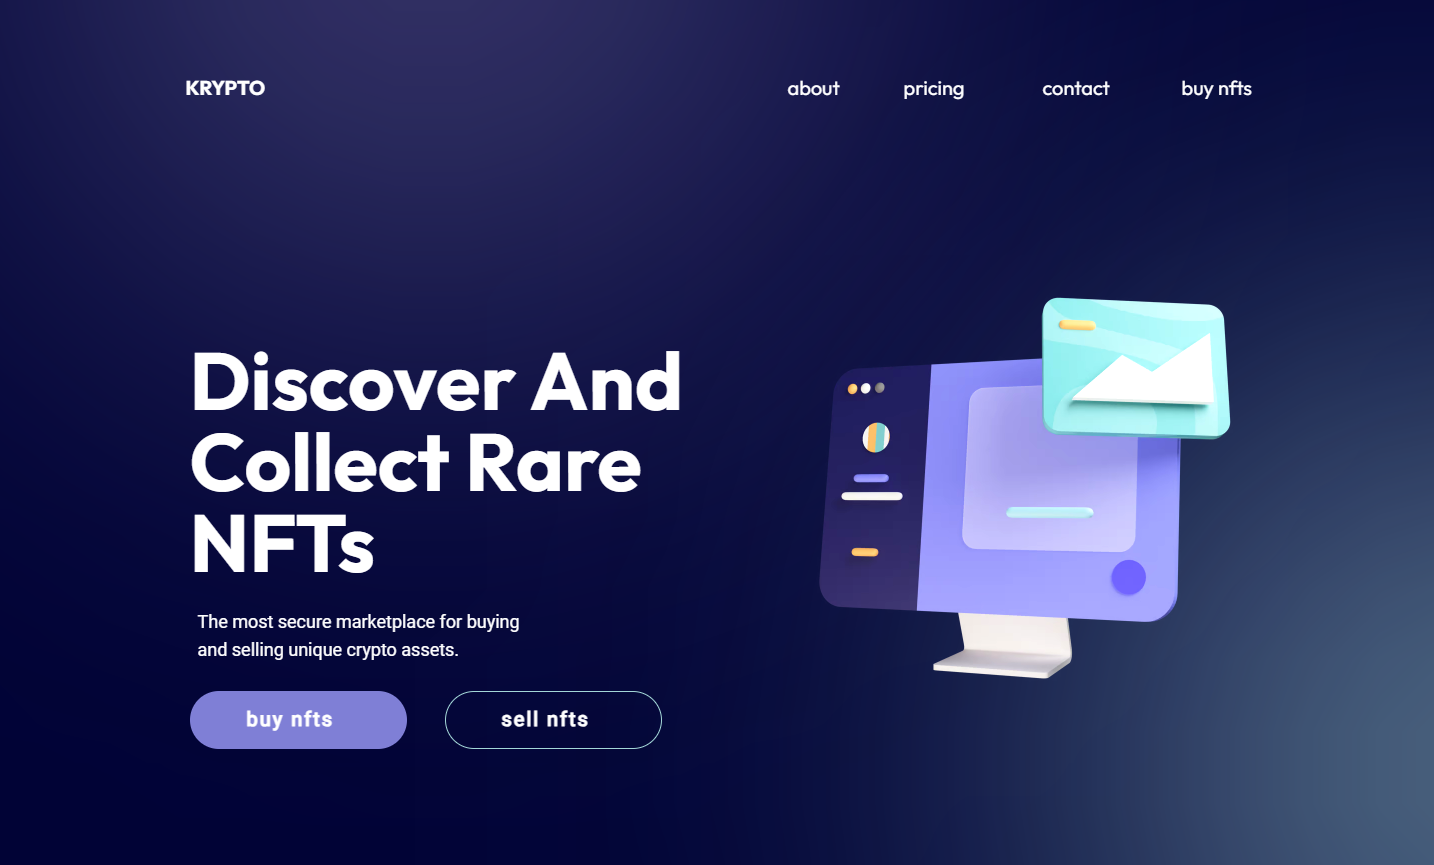 KRYPTO
about pricing contact buy nfts
Discover And
Collect Rare
NFTs
The most secure marketplace for buying
and selling unique crypto assets.
buy nfts sell nfts